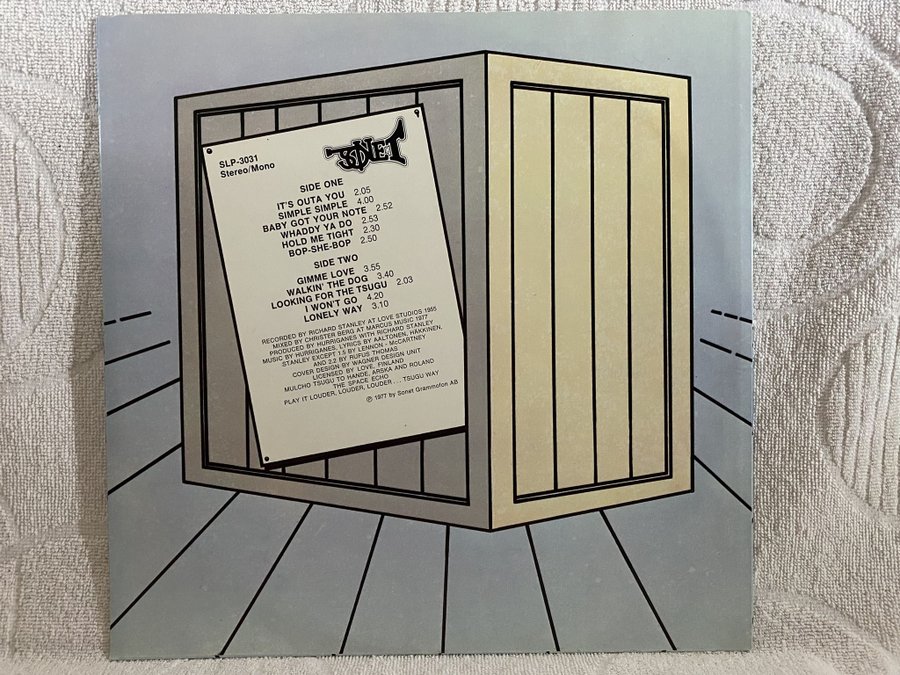 SLP-3031
Stereo/Mono
SONET
SIDE ONE
IT'S OUTA YOU 2.05
SIMPLE SIMPLE 4.00
BABY GOT YOUR NOTE 2.52
WHADDY YA DO 2.53
HOLD ME TIGHT 2.30
BOP-SHE-BOP 2.50
SIDE TWO
GIMME LOVE 3.55
WALKIN' THE DOG 3.40
LOOKING FOR THE TSUGU 2.03
I WON'T GO 4.20
LONELY WAY 3.10
RECORDED BY RICHARD STANLEY AT LOVE STUDIOS 1955
MIXED BY CHRISTER BERG AT MARCUS MUSIC 1977
PRODUCED BY HURRIGANES WITH RICHARD STANLEY
MUSIC BY HURRIGANES, LYRICS BY AALTONEN, HÄKKINEN,
STANLEY EXCEPT 1.5 BY LENNON - McCARTNEY
AND 2.2 BY RUFUS THOMAS
COVER DESIGN BY WAGNER DESIGN UNIT
LICENSED BY LOVE, FINLAND
MULCHO TSUGU TO HANDE, ARSKA AND ROLAND
THE SPACE ECHO
PLAY IT LOUDER, LOUDER, LOUDER . . . TSUGU WAY
℗ 1977 by Sonet Grammofon AB